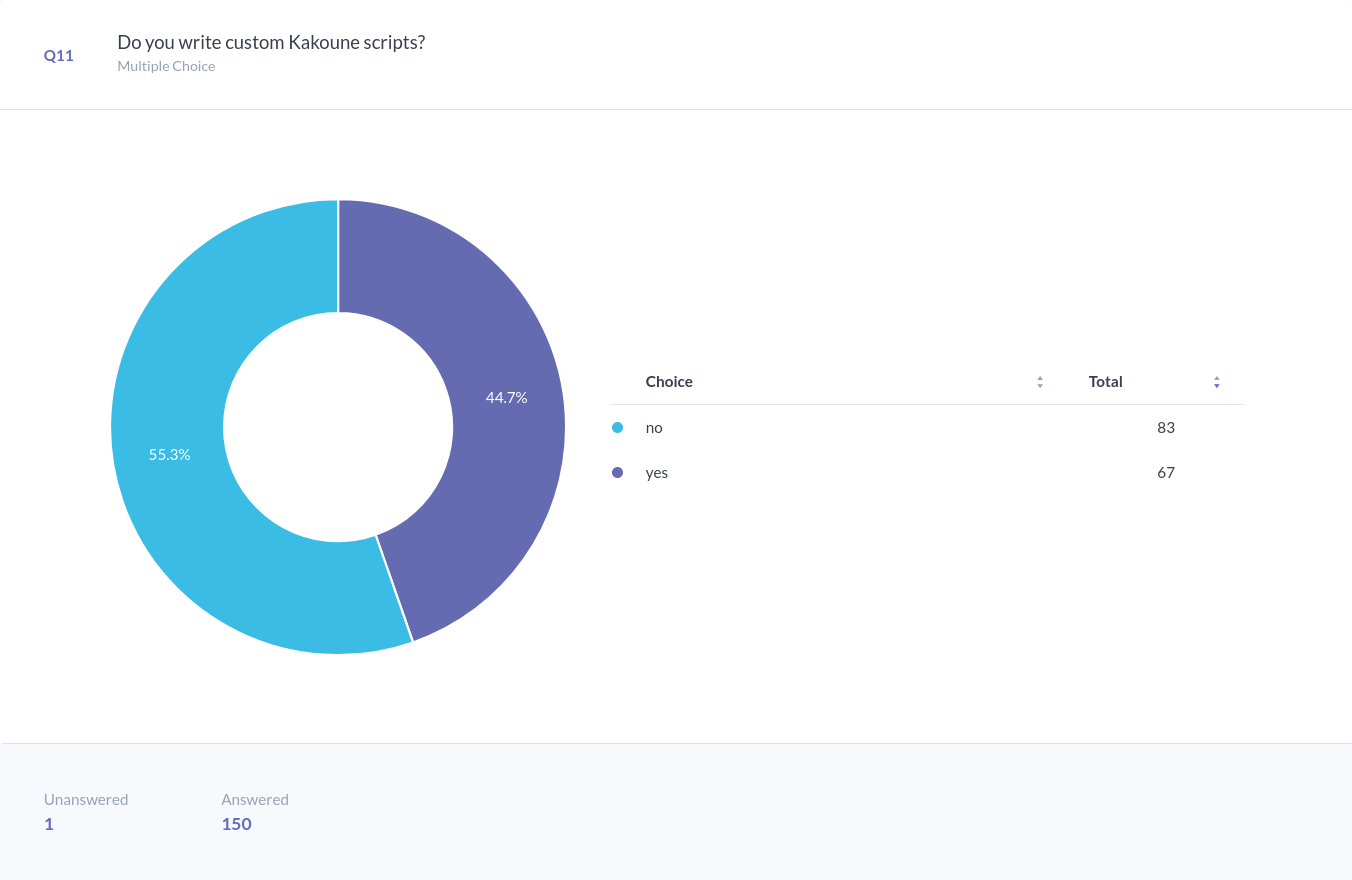 Q11
Do you write custom Kakoune scripts?
Multiple Choice
44.7%
55.3%
Choice Total
no 83
yes 67
Unanswered Answered
1 150